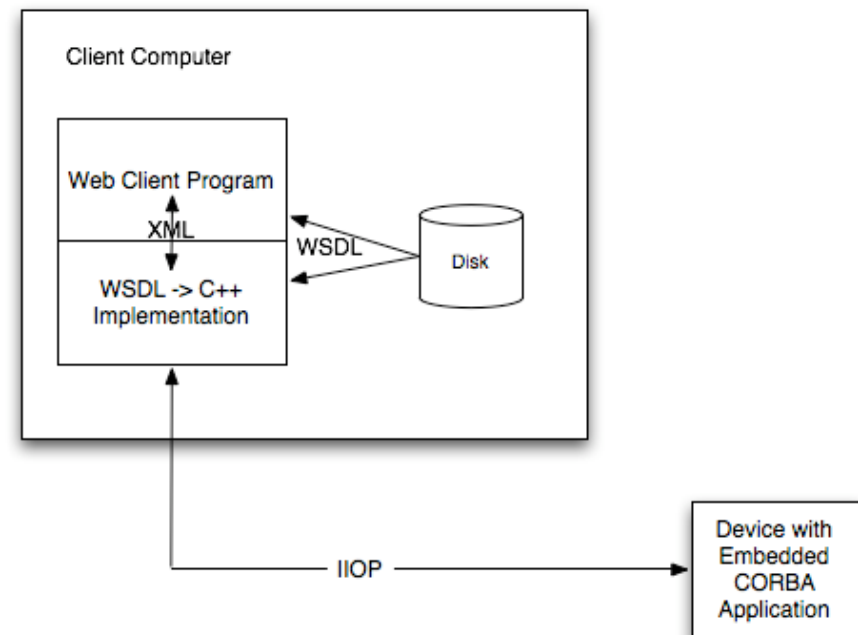 Client Computer
Web Client Program
XML
WSDL
Disk
WSDL -> C++
Implementation
IIOP
Device with
Embedded
CORBA
Application